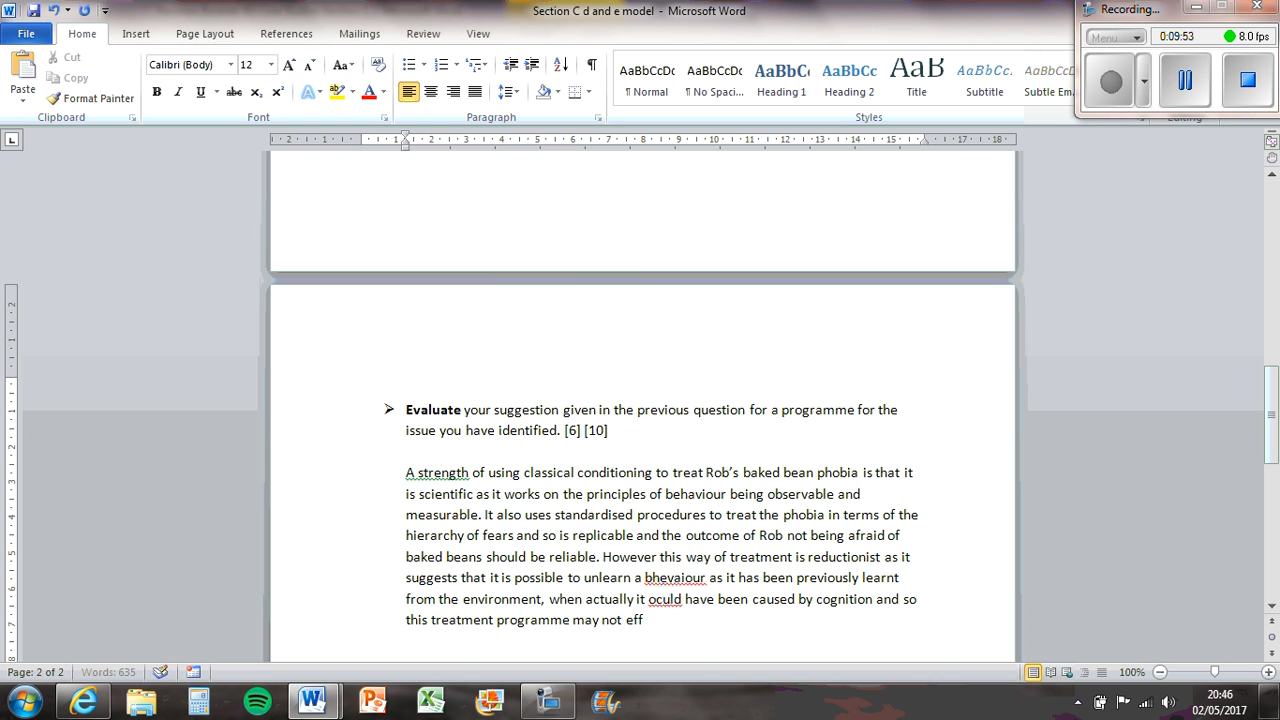 Section C d and e model - Microsoft Word
Recording...
File Home Insert Page Layout References Mailings Review View
Menu 0:09:53 8.0 fps
Cut
Copy
Format Painter
Paste
Calibri (Body) 12
AaBbCcDc AaBbCcDc AaBbCc AaBbCc AaB AaBbCc. AaBbCcDc
¶ Normal ¶ No Spaci... Heading 1 Heading 2 Title Subtitle Subtle Em...
Clipboard Font Paragraph Styles Editing
Evaluate your suggestion given in the previous question for a programme for the
issue you have identified. [6] [10]
A strength of using classical conditioning to treat Rob's baked bean phobia is that it
is scientific as it works on the principles of behaviour being observable and
measurable. It also uses standardised procedures to treat the phobia in terms of the
hierarchy of fears and so is replicable and the outcome of Rob not being afraid of
baked beans should be reliable. However this way of treatment is reductionist as it
suggests that it is possible to unlearn a bhevaiour as it has been previously learnt
from the environment, when actually it oculd have been caused by cognition and so
this treatment programme may not eff
Page: 2 of 2 Words: 635 100%
20:46
02/05/2017